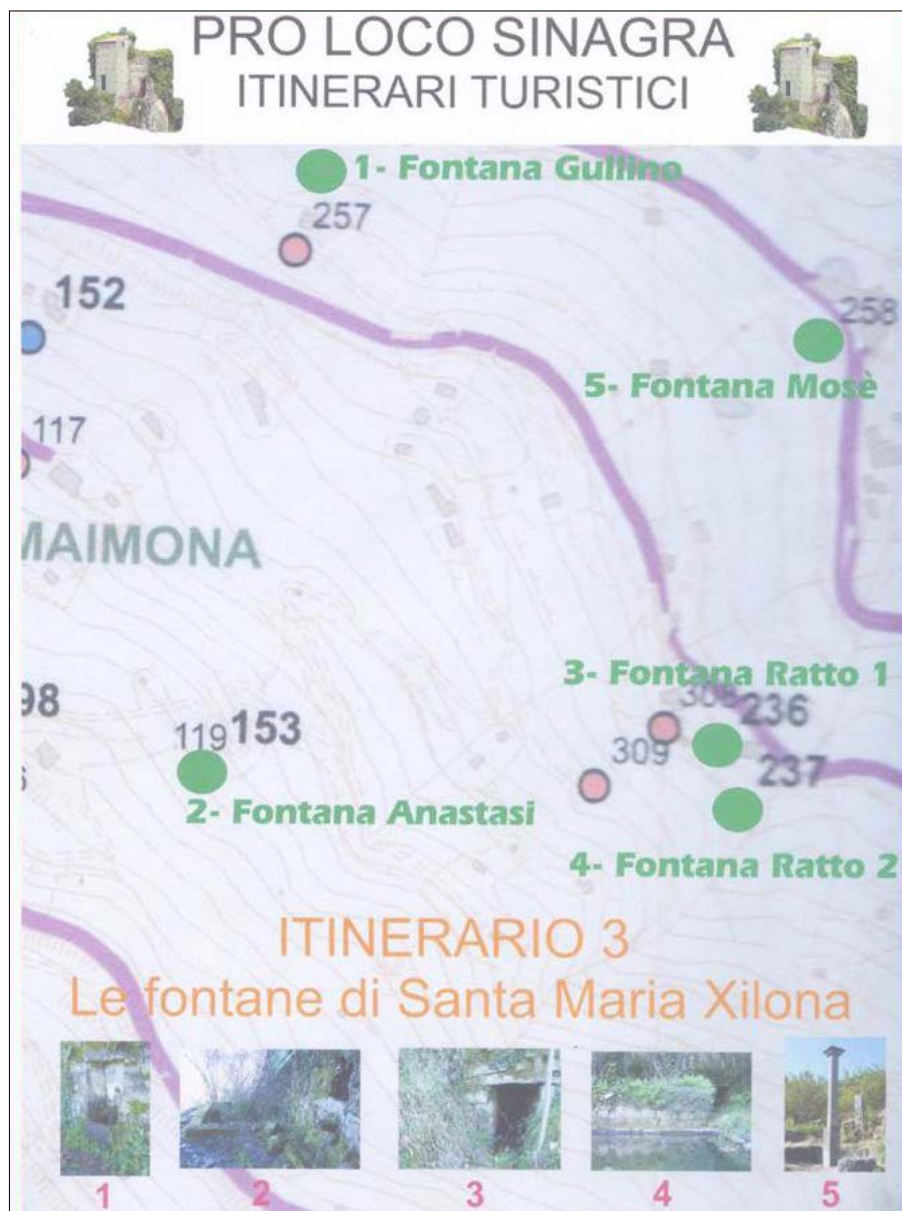 PRO LOCO SINAGRA
ITINERARI TURISTICI
1- Fontana Gullino
257
152
258
5- Fontana Mosè
117
MAIMONA
3- Fontana Ratto 1
98
236
119 153
309
237
2- Fontana Anastasi
4- Fontana Ratto 2
ITINERARIO 3
Le fontane di Santa Maria Xilona
1 2 3 4 5